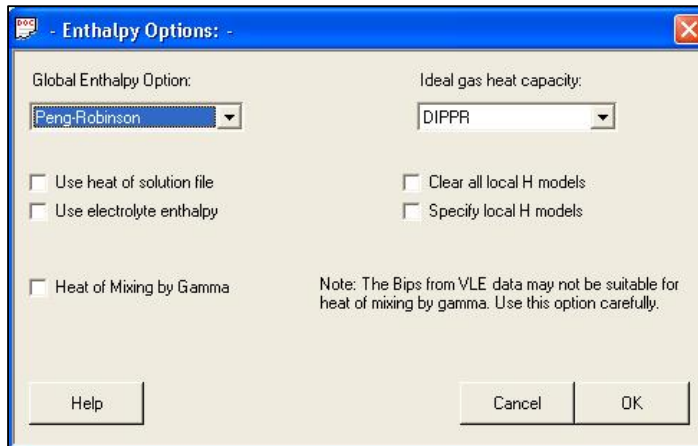 DOC
- Enthalpy Options: -
Global Enthalpy Option:
Ideal gas heat capacity:
Peng-Robinson
DIPPR
Use heat of solution file
Clear all local H models
Use electrolyte enthalpy
Specify local H models
Heat of Mixing by Gamma
Note: The Bips from VLE data may not be suitable for
heat of mixing by gamma. Use this option carefully.
Help
Cancel
OK